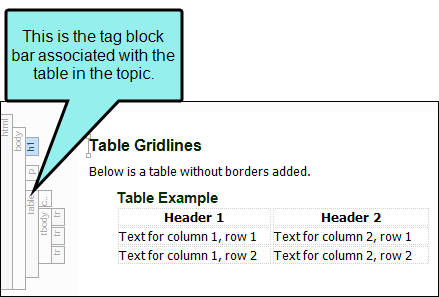 This is the tag block
bar associated with the
table in the topic.
html
body
h1
p
table
c...
tbody
tr
tr
tr
Table Gridlines
Below is a table without borders added.
Table Example
Header 1 Header 2
Text for column 1, row 1 Text for column 2, row 1
Text for column 1, row 2 Text for column 2, row 2